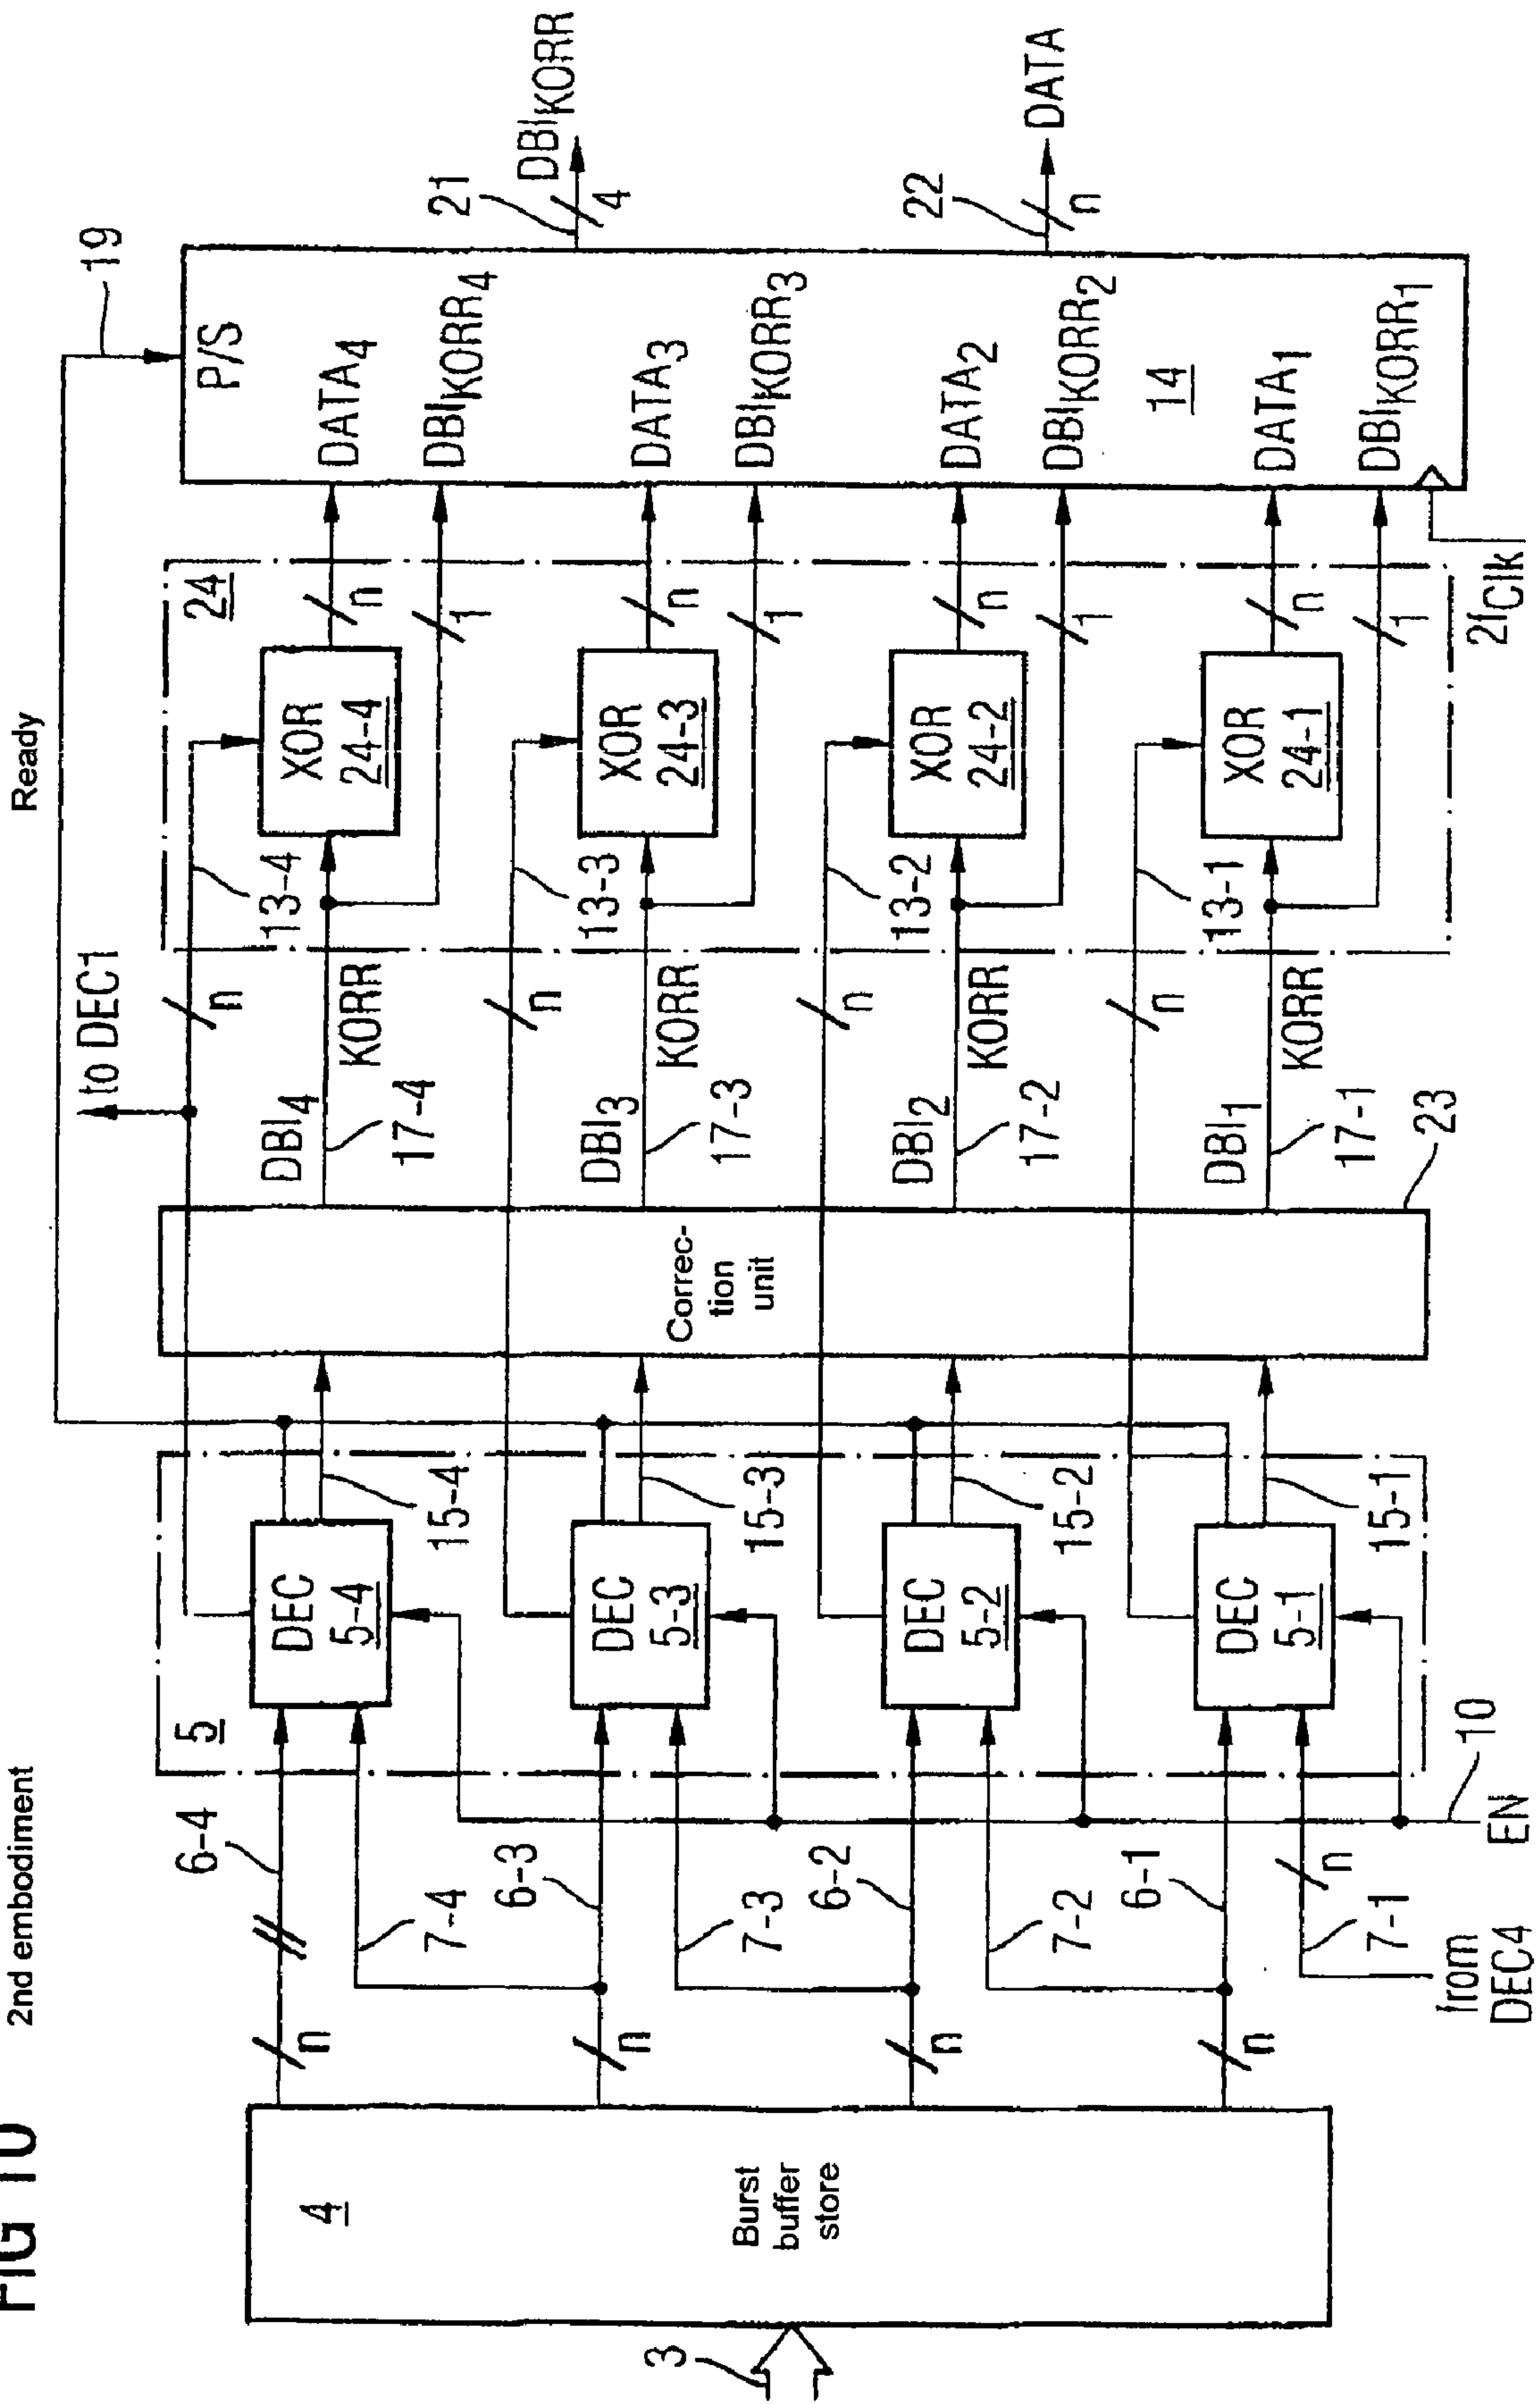 FIG 10
2nd embodiment
Ready
19
to DEC1
24
P/S
5
6-4
n
7-4
DEC
5-4
15-4
DBI4
17-4
KORR
n
13-4
XOR
24-4
n
1
DATA4
DBIKORR4
21
4
DBIKORR
4
Burst
buffer
store
3
n
6-3
7-3
DEC
5-3
15-3
Correc-
tion
unit
DBI3
17-3
KORR
n
13-3
XOR
24-3
n
1
DATA3
DBIKORR3
n
6-2
7-2
DEC
5-2
15-2
DBI2
17-2
KORR
n
13-2
XOR
24-2
n
1
DATA2
DBIKORR2
14
22
n
DATA
n
6-1
7-1
n
from
DEC4
DEC
5-1
15-1
DBI1
17-1
KORR
n
13-1
XOR
24-1
n
1
DATA1
DBIKORR1
EN
10
23
2fClk